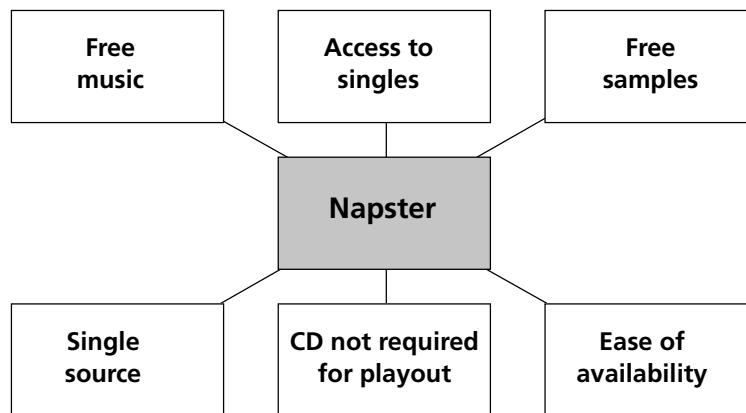 Free
music
Access to
singles
Free
samples
Napster
Single
source
CD not required
for playout
Ease of
availability